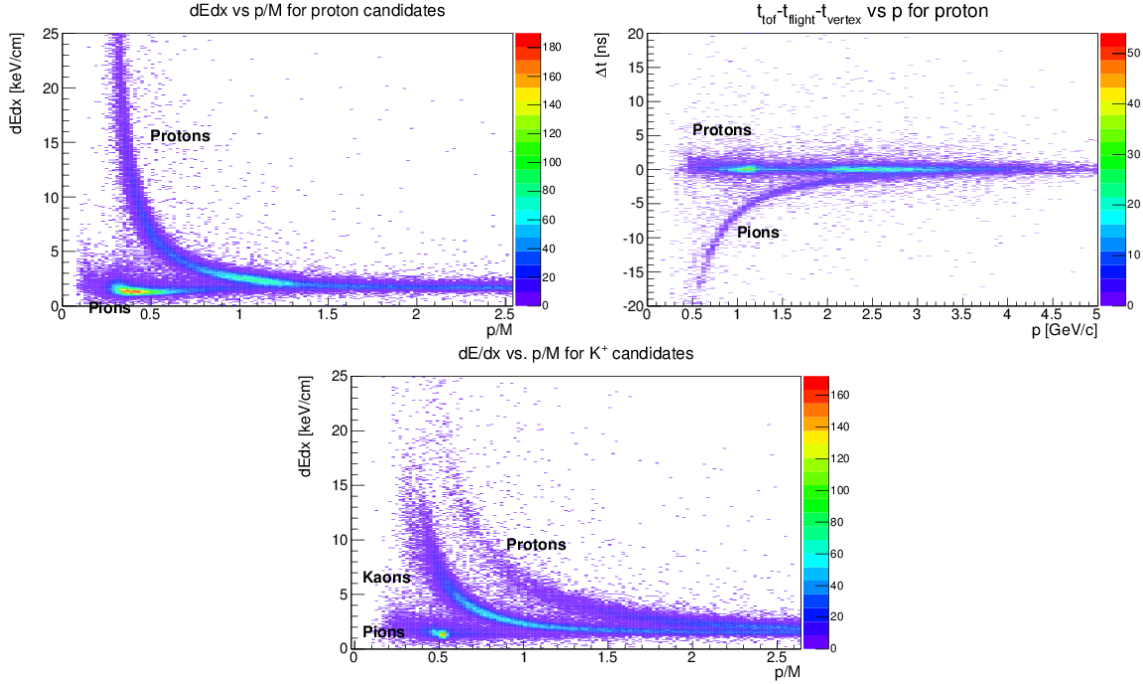 dEdx vs p/M for proton candidates
dEdx [keV/cm]
25
20
15
10
5
0
Protons
Pions
0 0.5 1 1.5 2 2.5
p/M
180
160
140
120
100
80
60
40
20
0
t_tof-t_flight-t_vertex vs p for proton
Δt [ns]
20
15
10
5
0
-5
-10
-15
-20
Protons
Pions
0 0.5 1 1.5 2 2.5 3 3.5 4 4.5 5
p [GeV/c]
50
40
30
20
10
0
dE/dx vs. p/M for K+ candidates
dEdx [keV/cm]
25
20
15
10
5
0
Protons
Kaons
Pions
0 0.5 1 1.5 2 2.5
p/M
160
140
120
100
80
60
40
20
0